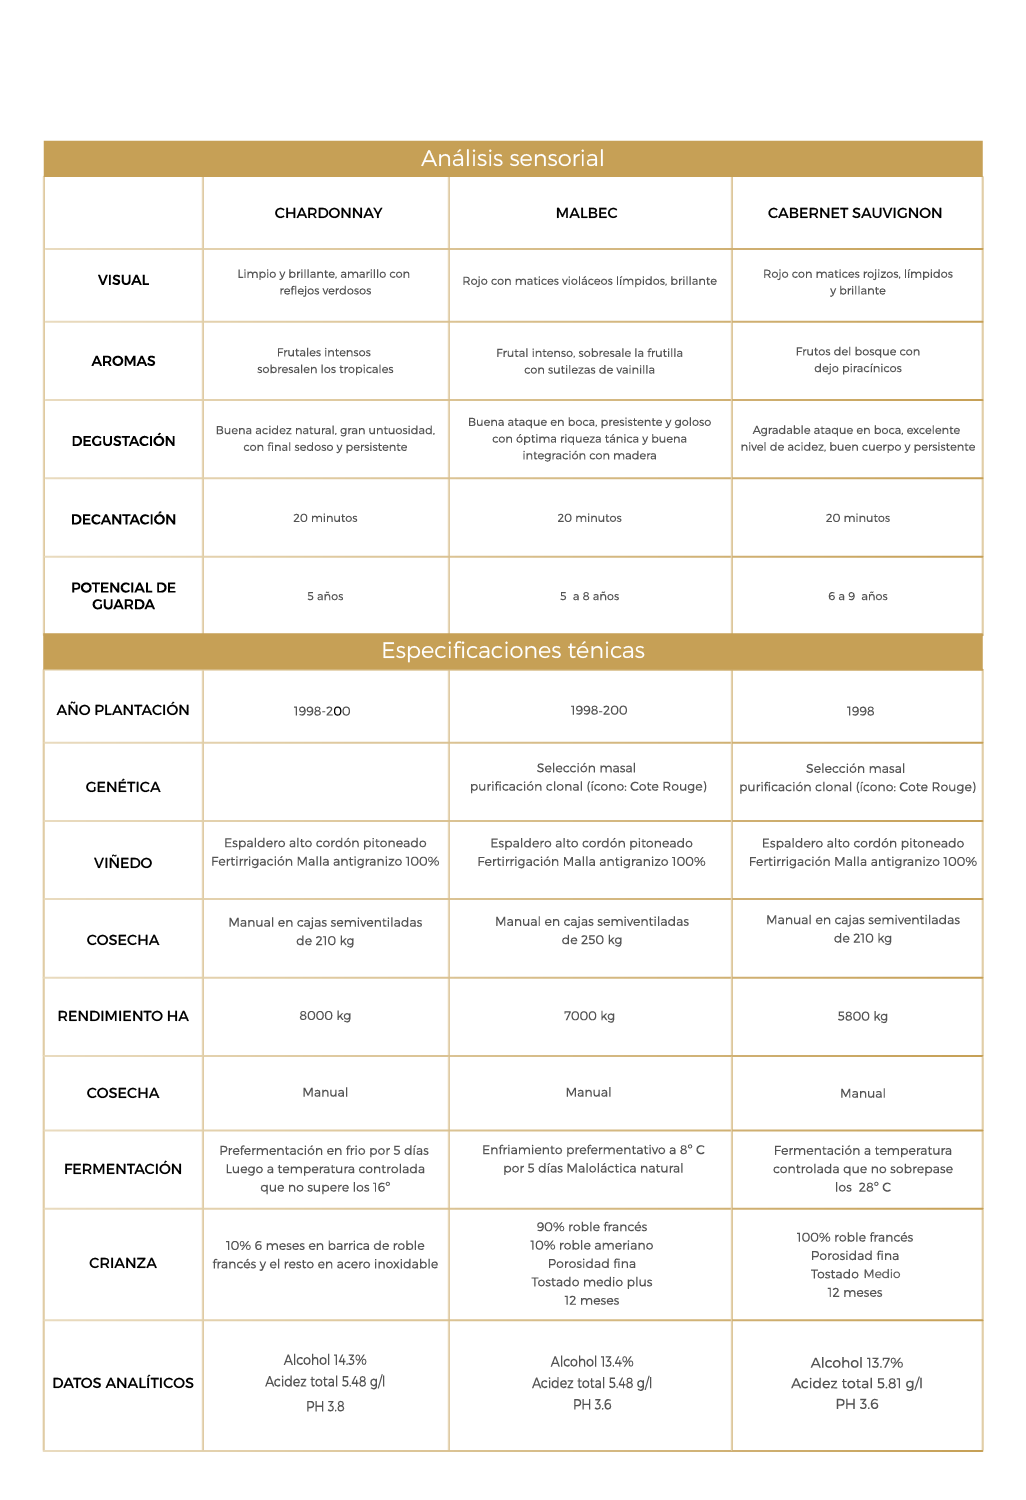 Análisis sensorial
CHARDONNAY
MALBEC
CABERNET SAUVIGNON
VISUAL
Limpio y brillante, amarillo con
reflejos verdosos
Rojo con matices violáceos límpidos, brillante
Rojo con matices rojizos, límpidos
y brillante
AROMAS
Frutales intensos
sobresalen los tropicales
Frutal intenso, sobresale la frutilla
con sutilezas de vainilla
Frutos del bosque con
dejo piracínicos
DEGUSTACIÓN
Buena acidez natural, gran untuosidad,
con final sedoso y persistente
Buena ataque en boca, presistente y goloso
con óptima riqueza tánica y buena
integración con madera
Agradable ataque en boca, excelente
nivel de acidez, buen cuerpo y persistente
DECANTACIÓN
20 minutos
20 minutos
20 minutos
POTENCIAL DE
GUARDA
5 años
5 a 8 años
6 a 9 años
Especificaciones ténicas
AÑO PLANTACIÓN
1998-200
1998-200
1998
GENÉTICA
Selección masal
purificación clonal (ícono: Cote Rouge)
Selección masal
purificación clonal (ícono: Cote Rouge)
VIÑEDO
Espaldero alto cordón pitoneado
Fertirrigación Malla antigranizo 100%
Espaldero alto cordón pitoneado
Fertirrigación Malla antigranizo 100%
Espaldero alto cordón pitoneado
Fertirrigación Malla antigranizo 100%
COSECHA
Manual en cajas semiventiladas
de 210 kg
Manual en cajas semiventiladas
de 250 kg
Manual en cajas semiventiladas
de 210 kg
RENDIMIENTO HA
8000 kg
7000 kg
5800 kg
COSECHA
Manual
Manual
Manual
FERMENTACIÓN
Prefermentación en frio por 5 días
Luego a temperatura controlada
que no supere los 16º
Enfriamiento prefermentativo a 8º C
por 5 días Maloláctica natural
Fermentación a temperatura
controlada que no sobrepase
los 28º C
CRIANZA
10% 6 meses en barrica de roble
francés y el resto en acero inoxidable
90% roble francés
10% roble ameriano
Porosidad fina
Tostado medio plus
12 meses
100% roble francés
Porosidad fina
Tostado Medio
12 meses
DATOS ANALÍTICOS
Alcohol 14.3%
Acidez total 5.48 g/l
PH 3.8
Alcohol 13.4%
Acidez total 5.48 g/l
PH 3.6
Alcohol 13.7%
Acidez total 5.81 g/l
PH 3.6